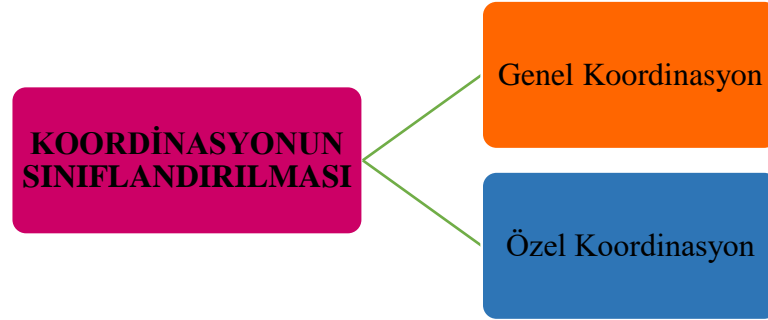 KOORDİNASYONUN
SINIFLANDIRILMASI
Genel Koordinasyon
Özel Koordinasyon